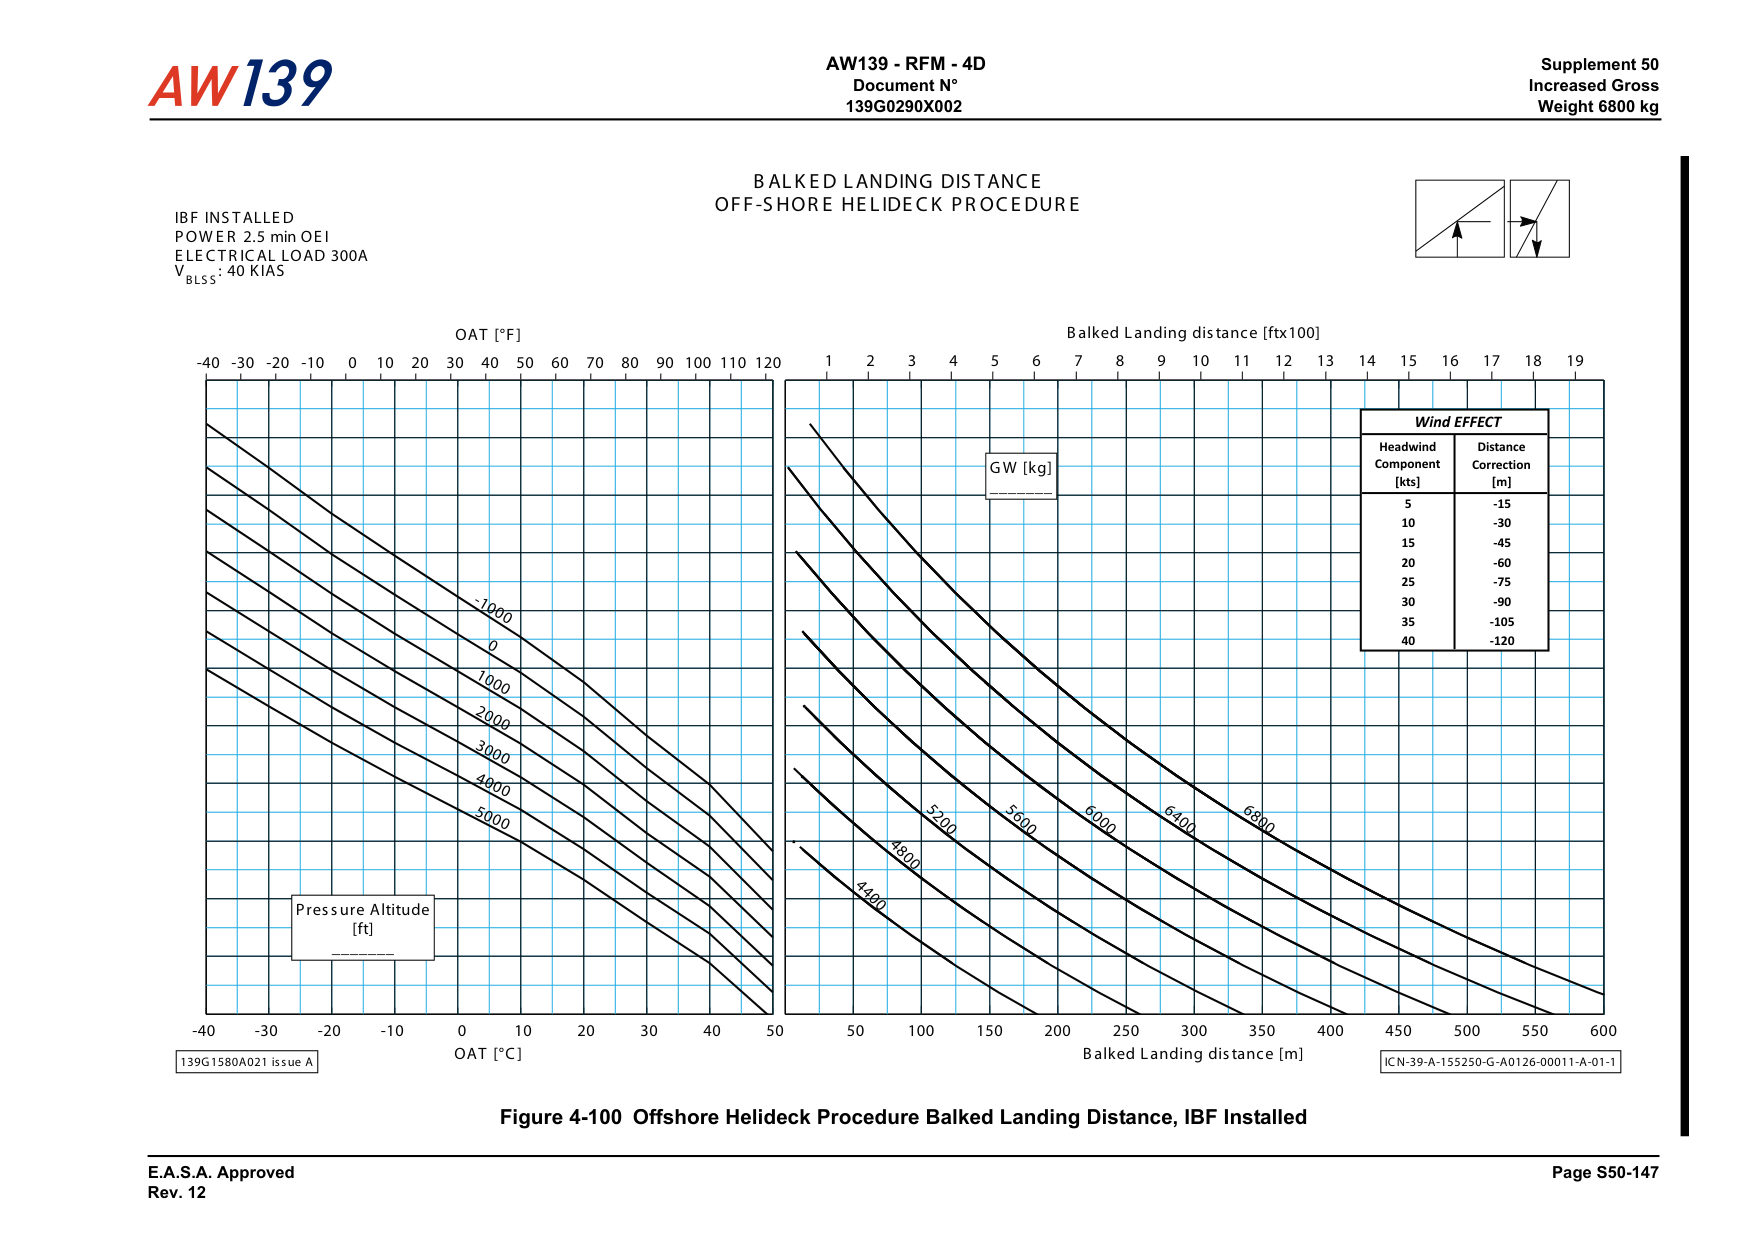 AW139
AW139 - RFM - 4D
Document N°
139G0290X002
Supplement 50
Increased Gross
Weight 6800 kg
BALKED LANDING DISTANCE
OFF-SHORE HELIDECK PROCEDURE
IBF INSTALLED
POWER 2.5 min OEI
ELECTRICAL LOAD 300A
VBLSS: 40 KIAS
OAT [°F]
-40 -30 -20 -10 0 10 20 30 40 50 60 70 80 90 100 110 120
Balked Landing distance [ftx100]
1 2 3 4 5 6 7 8 9 10 11 12 13 14 15 16 17 18 19
-1000
0
1000
2000
3000
4000
5000
Pressure Altitude
[ft]
_______
-40 -30 -20 -10 0 10 20 30 40 50
OAT [°C]
GW [kg]
_______
4400
4800
5200
5600
6000
6400
6800
Wind EFFECT
Headwind Component [kts] Distance Correction [m]
5 -15
10 -30
15 -45
20 -60
25 -75
30 -90
35 -105
40 -120
50 100 150 200 250 300 350 400 450 500 550 600
Balked Landing distance [m]
139G1580A021 issue A
ICN-39-A-155250-G-A0126-00011-A-01-1
Figure 4-100 Offshore Helideck Procedure Balked Landing Distance, IBF Installed
E.A.S.A. Approved
Rev. 12
Page S50-147